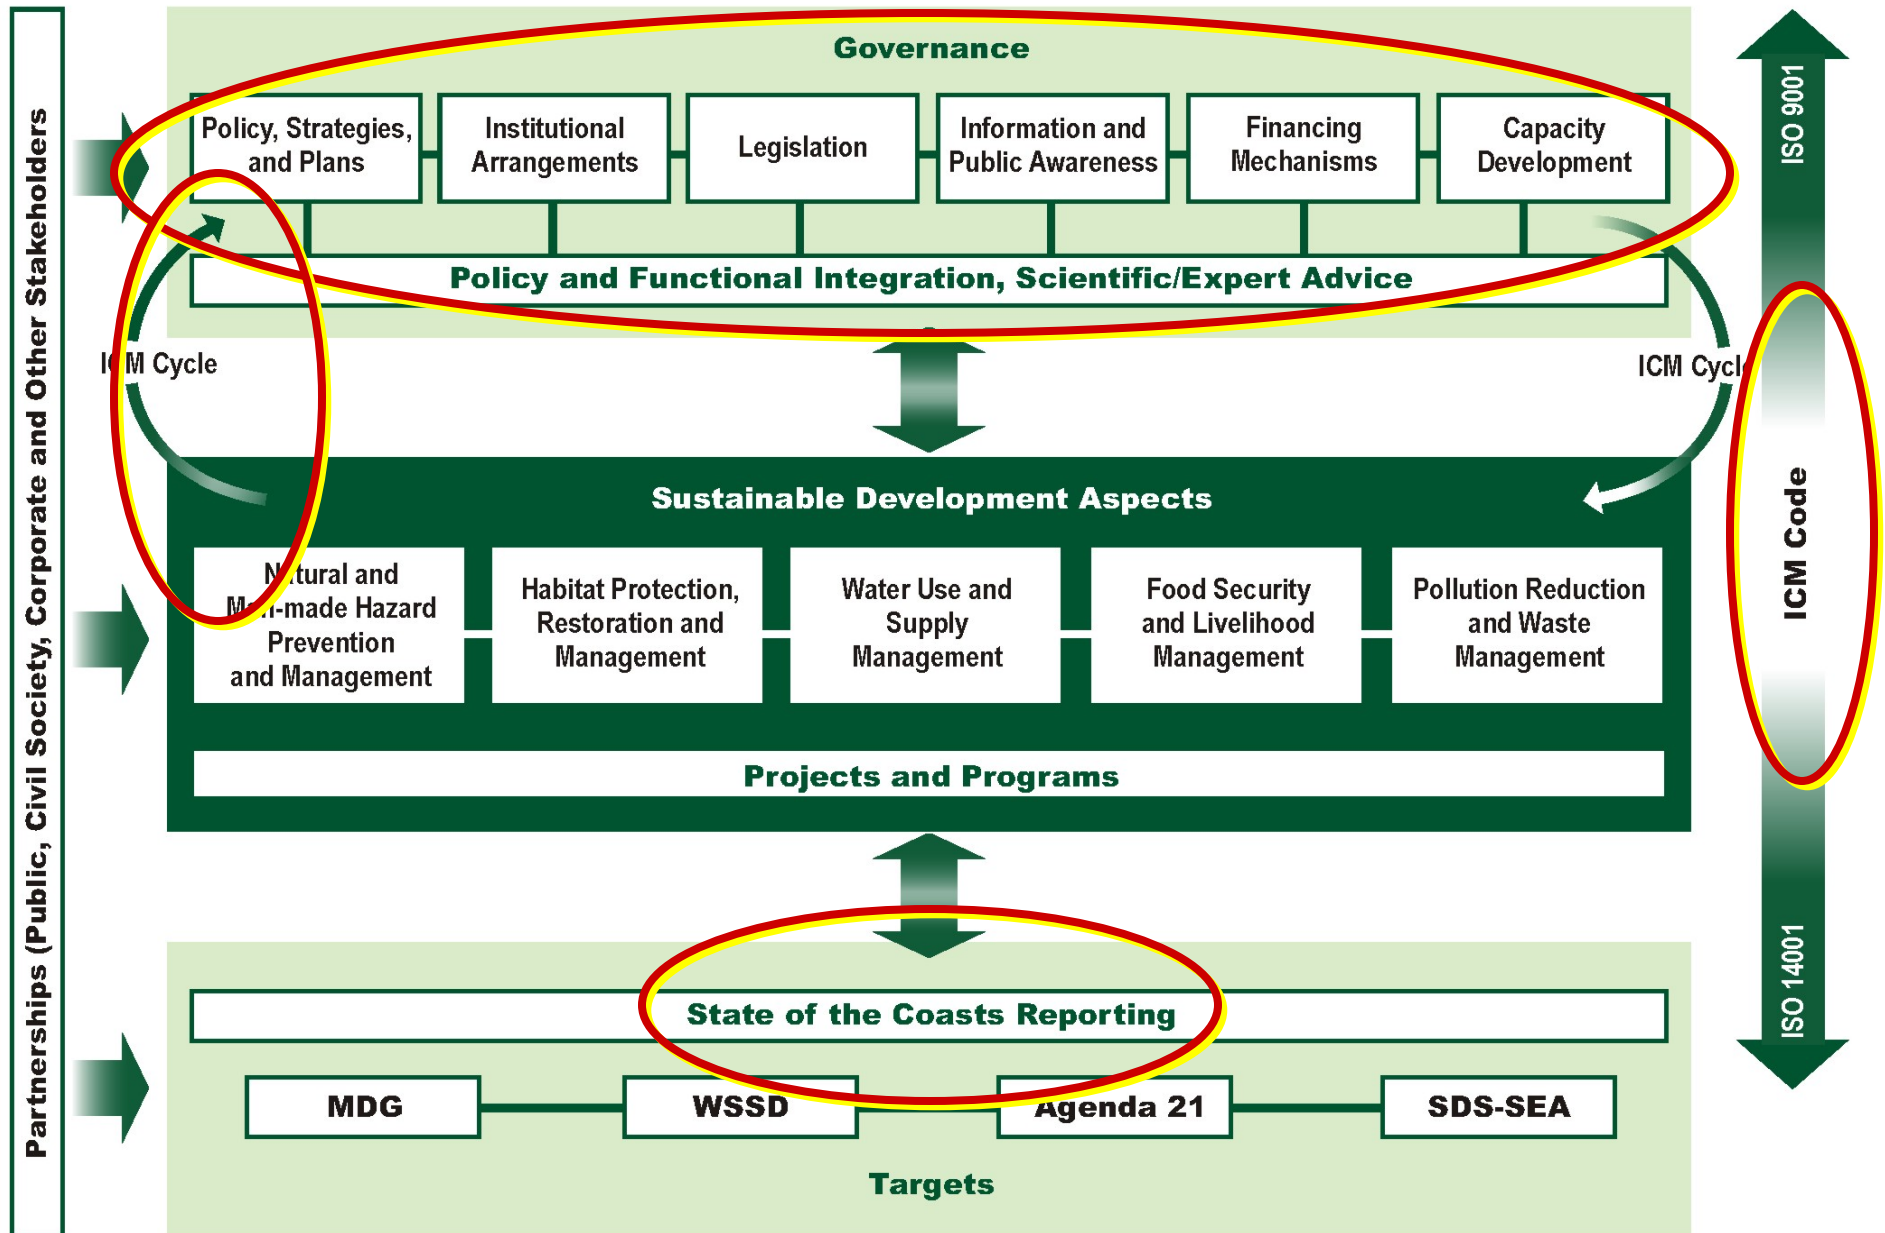 Partnerships (Public, Civil Society, Corporate and Other Stakeholders
Governance
Policy, Strategies,
and Plans
Institutional
Arrangements
Legislation
Information and
Public Awareness
Financing
Mechanisms
Capacity
Development
Policy and Functional Integration, Scientific/Expert Advice
ICM Cycle
ICM Cycle
Sustainable Development Aspects
Natural and
Man-made Hazard
Prevention
and Management
Habitat Protection,
Restoration and
Management
Water Use and
Supply
Management
Food Security
and Livelihood
Management
Pollution Reduction
and Waste
Management
Projects and Programs
State of the Coasts Reporting
MDG
WSSD
Agenda 21
SDS-SEA
Targets
ISO 9001
ICM Code
ISO 14001